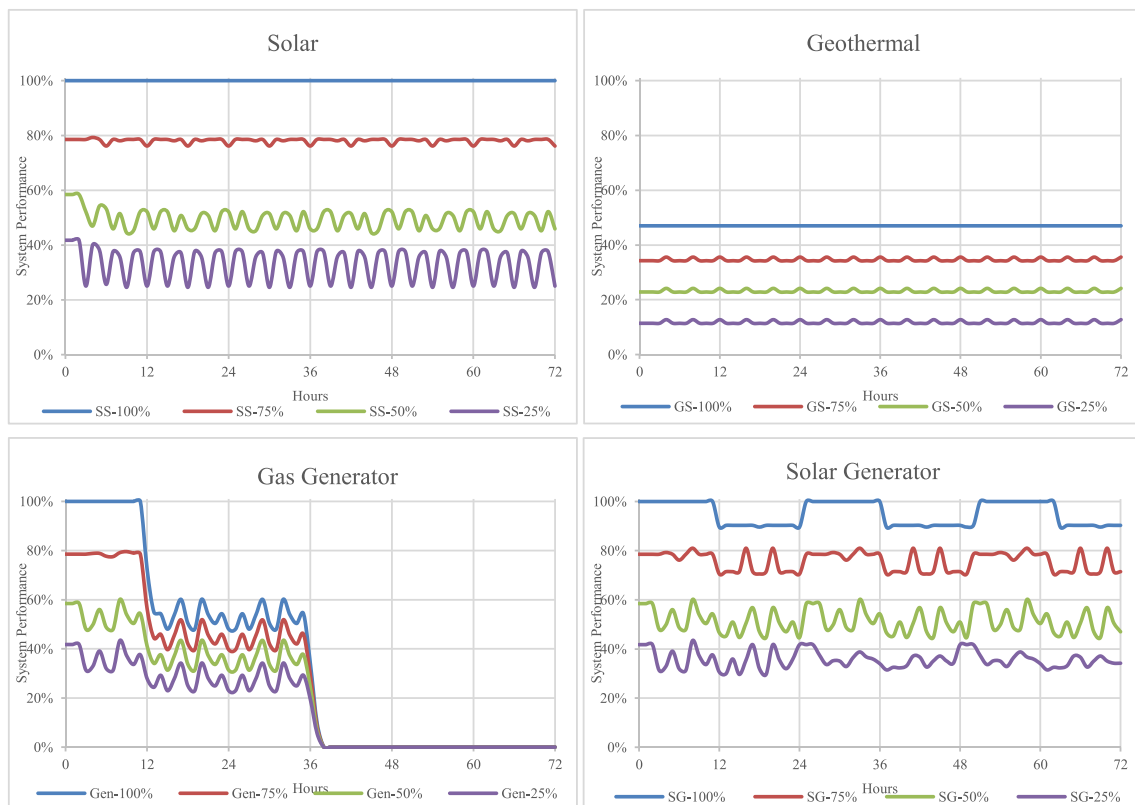 Solar
System Performance
100%
80%
60%
40%
20%
0%
0 12 24 36 48 60 72
Hours
SS-100% SS-75% SS-50% SS-25%
Geothermal
System Performance
100%
80%
60%
40%
20%
0%
0 12 24 36 48 60 72
Hours
GS-100% GS-75% GS-50% GS-25%
Gas Generator
System Performance
100%
80%
60%
40%
20%
0%
0 12 24 36 48 60 72
Hours
Gen-100% Gen-75% Gen-50% Gen-25%
Solar Generator
System Performance
100%
80%
60%
40%
20%
0%
0 12 24 36 48 60 72
Hours
SG-100% SG-75% SG-50% SG-25%